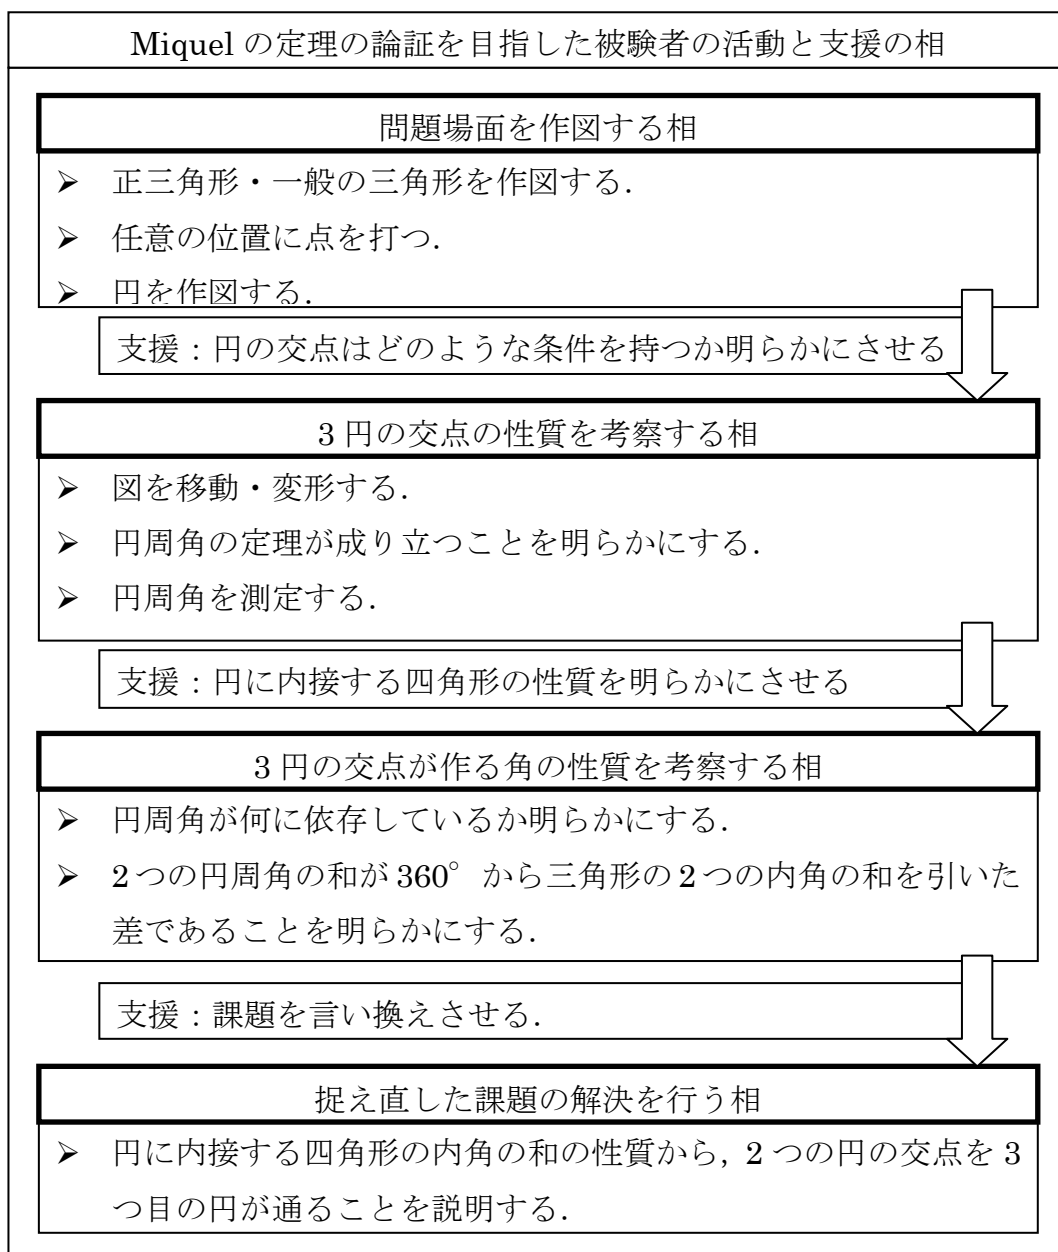 Miquel の定理の論証を目指した被験者の活動と支援の相
問題場面を作図する相
➢ 正三角形・一般の三角形を作図する.
➢ 任意の位置に点を打つ.
➢ 円を作図する.
支援：円の交点はどのような条件を持つか明らかにさせる
3 円の交点の性質を考察する相
➢ 図を移動・変形する.
➢ 円周角の定理が成り立つことを明らかにする.
➢ 円周角を測定する.
支援：円に内接する四角形の性質を明らかにさせる
3 円の交点が作る角の性質を考察する相
➢ 円周角が何に依存しているか明らかにする.
➢ 2 つの円周角の和が 360° から三角形の 2 つの内角の和を引いた
差であることを明らかにする.
支援：課題を言い換えさせる.
捉え直した課題の解決を行う相
➢ 円に内接する四角形の内角の和の性質から, 2 つの円の交点を 3
つ目の円が通ることを説明する.